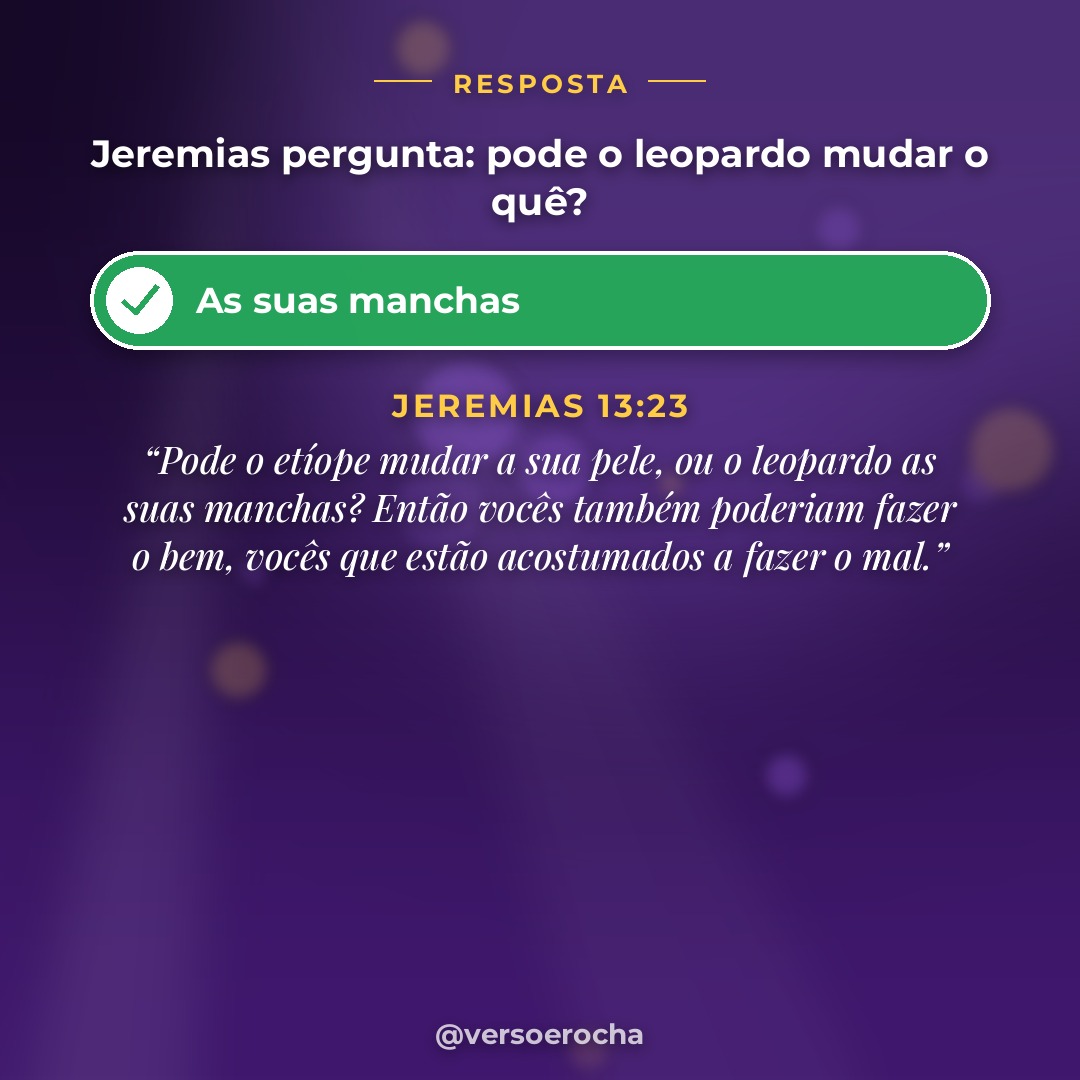 RESPOSTA
Jeremias pergunta: pode o leopardo mudar o
quê?
As suas manchas
JEREMIAS 13:23
“Pode o etíope mudar a sua pele, ou o leopardo as
suas manchas? Então vocês também poderiam fazer
o bem, vocês que estão acostumados a fazer o mal.”
@versoerocha